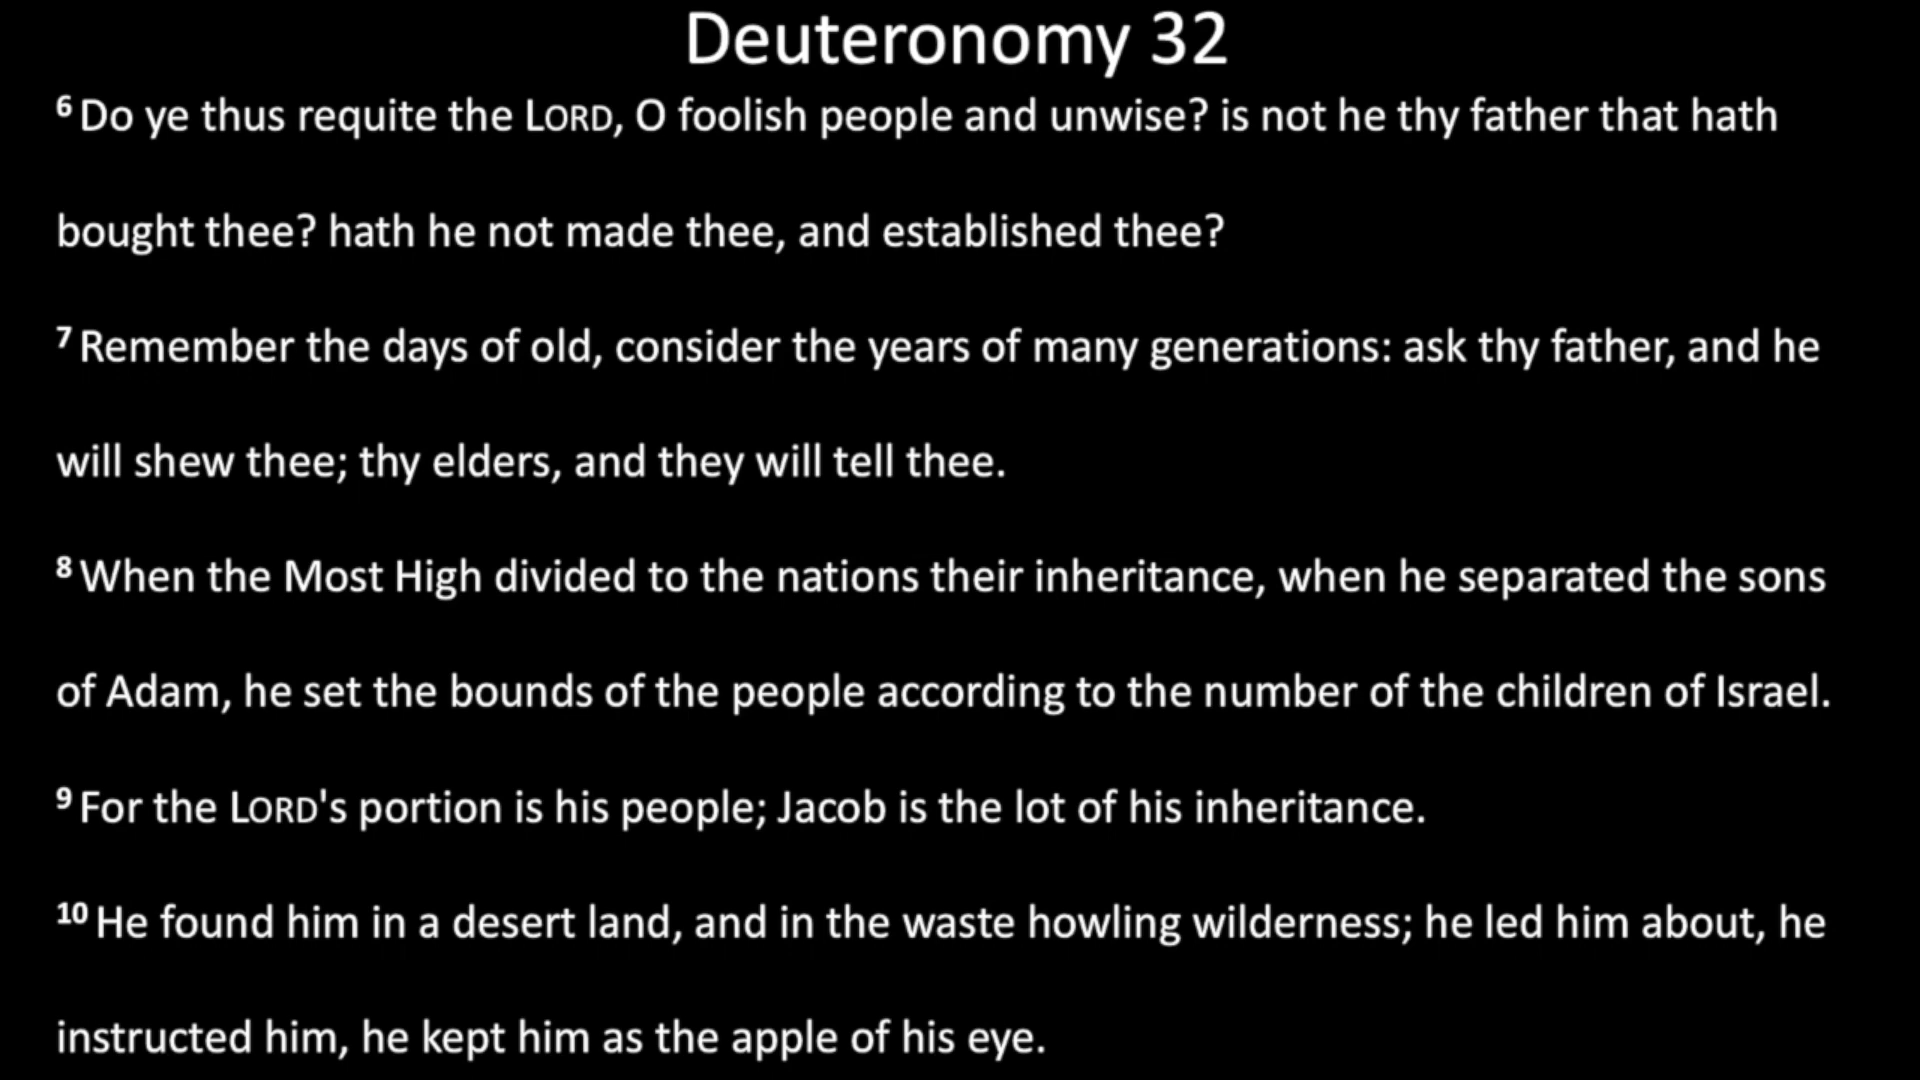 Deuteronomy 32
6 Do ye thus requite the LORD, O foolish people and unwise? is not he thy father that hath
bought thee? hath he not made thee, and established thee?
7 Remember the days of old, consider the years of many generations: ask thy father, and he
will shew thee; thy elders, and they will tell thee.
8 When the Most High divided to the nations their inheritance, when he separated the sons
of Adam, he set the bounds of the people according to the number of the children of Israel.
9 For the LORD's portion is his people; Jacob is the lot of his inheritance.
10 He found him in a desert land, and in the waste howling wilderness; he led him about, he
instructed him, he kept him as the apple of his eye.